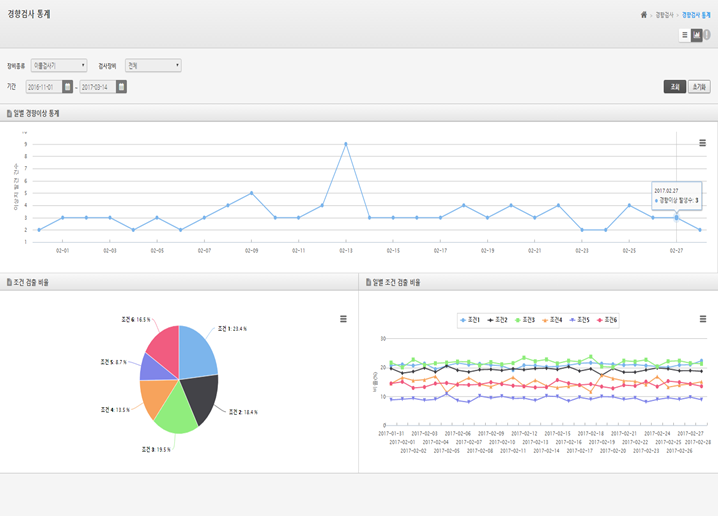 경향검사 통계
> 경향검사 > 경향검사 통계
장비종류 이물검사기 검사장비 전체
기간 2016-11-01 ~ 2017-03-14 조회 초기화
일별 경향이상 통계
이상치 발견 건수
9
8
7
6
5
4
3
2
1
2017.02.27
경향이상 발생수: 3
02-01 02-03 02-05 02-07 02-09 02-11 02-13 02-15 02-17 02-19 02-21 02-23 02-25 02-27
조건 검출 비율
조건 6: 16.5 %
조건 1: 23.4 %
조건 5: 8.7 %
조건 4: 13.5 %
조건 2: 18.4 %
조건 3: 19.5 %
일별 조건 검출 비율
조건1 조건2 조건3 조건4 조건5 조건6
비율(%)
30
20
10
0
2017-01-31 2017-02-03 2017-02-06 2017-02-09 2017-02-12 2017-02-15 2017-02-18 2017-02-21 2017-02-24 2017-02-27
2017-02-01 2017-02-04 2017-02-07 2017-02-10 2017-02-13 2017-02-16 2017-02-19 2017-02-22 2017-02-25 2017-02-28
2017-02-02 2017-02-05 2017-02-08 2017-02-11 2017-02-14 2017-02-17 2017-02-20 2017-02-23 2017-02-26